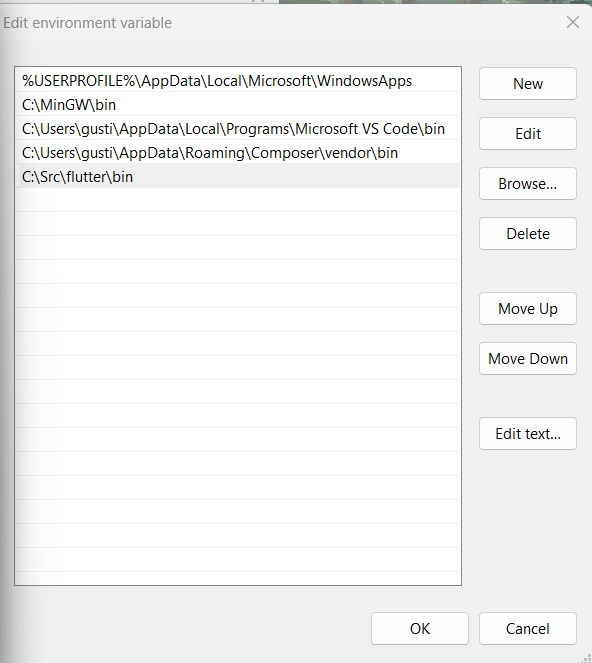 Edit environment variable
%USERPROFILE%\AppData\Local\Microsoft\WindowsApps
C:\MinGW\bin
C:\Users\gusti\AppData\Local\Programs\Microsoft VS Code\bin
C:\Users\gusti\AppData\Roaming\Composer\vendor\bin
C:\Src\flutter\bin
New
Edit
Browse...
Delete
Move Up
Move Down
Edit text...
OK
Cancel